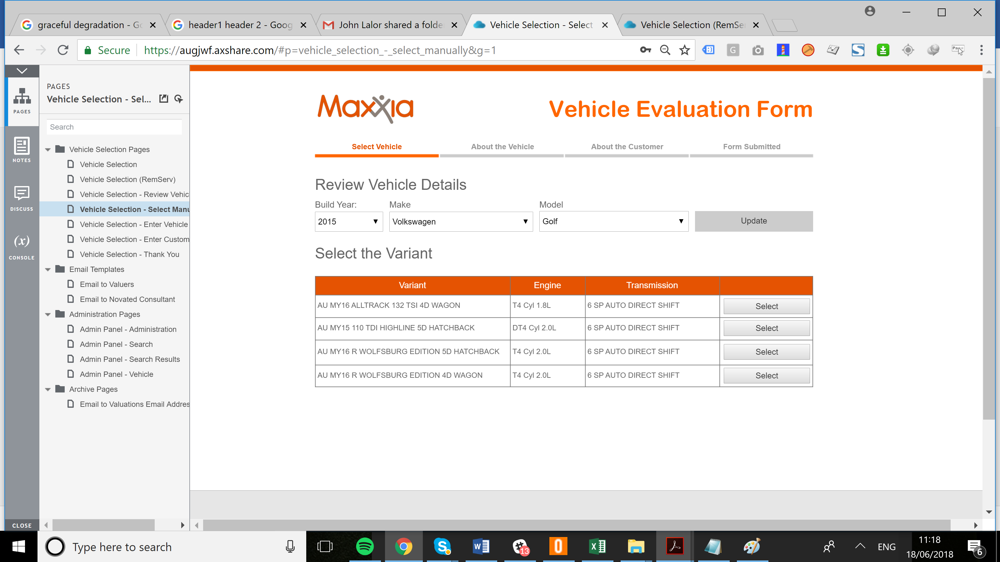 graceful degradation - Go
header1 header 2 - Goog
John Lalor shared a folde
Vehicle Selection - Select
Vehicle Selection (RemSe
Secure
https://augjwf.axshare.com/#p=vehicle_selection_-_select_manually&g=1
PAGES
NOTES
DISCUSS
(x)
CONSOLE
CLOSE
PAGES
Vehicle Selection - Sel...
Search
Vehicle Selection Pages
Vehicle Selection
Vehicle Selection (RemServ)
Vehicle Selection - Review Vehic
Vehicle Selection - Select Manu
Vehicle Selection - Enter Vehicle
Vehicle Selection - Enter Custom
Vehicle Selection - Thank You
Email Templates
Email to Valuers
Email to Novated Consultant
Administration Pages
Admin Panel - Administration
Admin Panel - Search
Admin Panel - Search Results
Admin Panel - Vehicle
Archive Pages
Email to Valuations Email Addres
Maxxia
Vehicle Evaluation Form
Select Vehicle About the Vehicle About the Customer Form Submitted
Review Vehicle Details
Build Year: Make Model
2015 Volkswagen Golf Update
Select the Variant
Variant Engine Transmission
AU MY16 ALLTRACK 132 TSI 4D WAGON T4 Cyl 1.8L 6 SP AUTO DIRECT SHIFT Select
AU MY15 110 TDI HIGHLINE 5D HATCHBACK DT4 Cyl 2.0L 6 SP AUTO DIRECT SHIFT Select
AU MY16 R WOLFSBURG EDITION 5D HATCHBACK T4 Cyl 2.0L 6 SP AUTO DIRECT SHIFT Select
AU MY16 R WOLFSBURG EDITION 4D WAGON T4 Cyl 2.0L 6 SP AUTO DIRECT SHIFT Select
Type here to search
13
ENG
11:18
18/06/2018
6